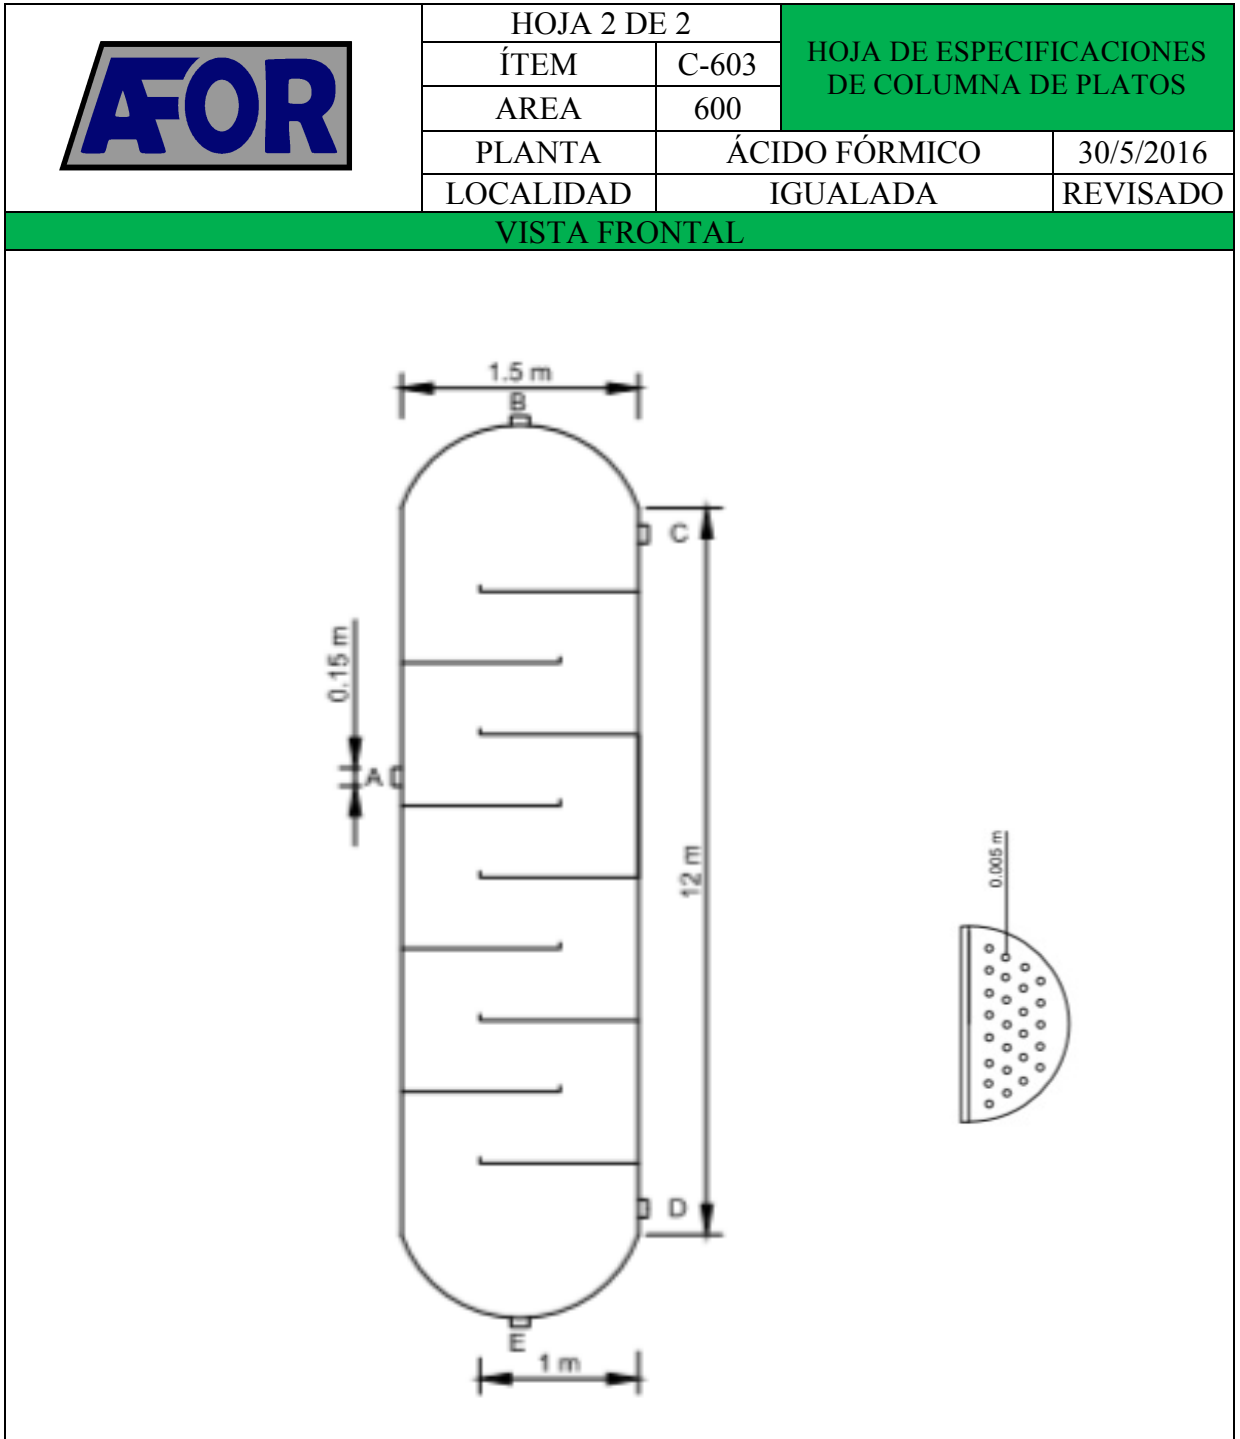 AFOR
HOJA 2 DE 2
ÍTEM C-603
AREA 600
HOJA DE ESPECIFICACIONES
DE COLUMNA DE PLATOS
PLANTA ÁCIDO FÓRMICO 30/5/2016
LOCALIDAD IGUALADA REVISADO
VISTA FRONTAL
1.5 m
B
C
0.15 m
A
12 m
0.005 m
D
E
1 m